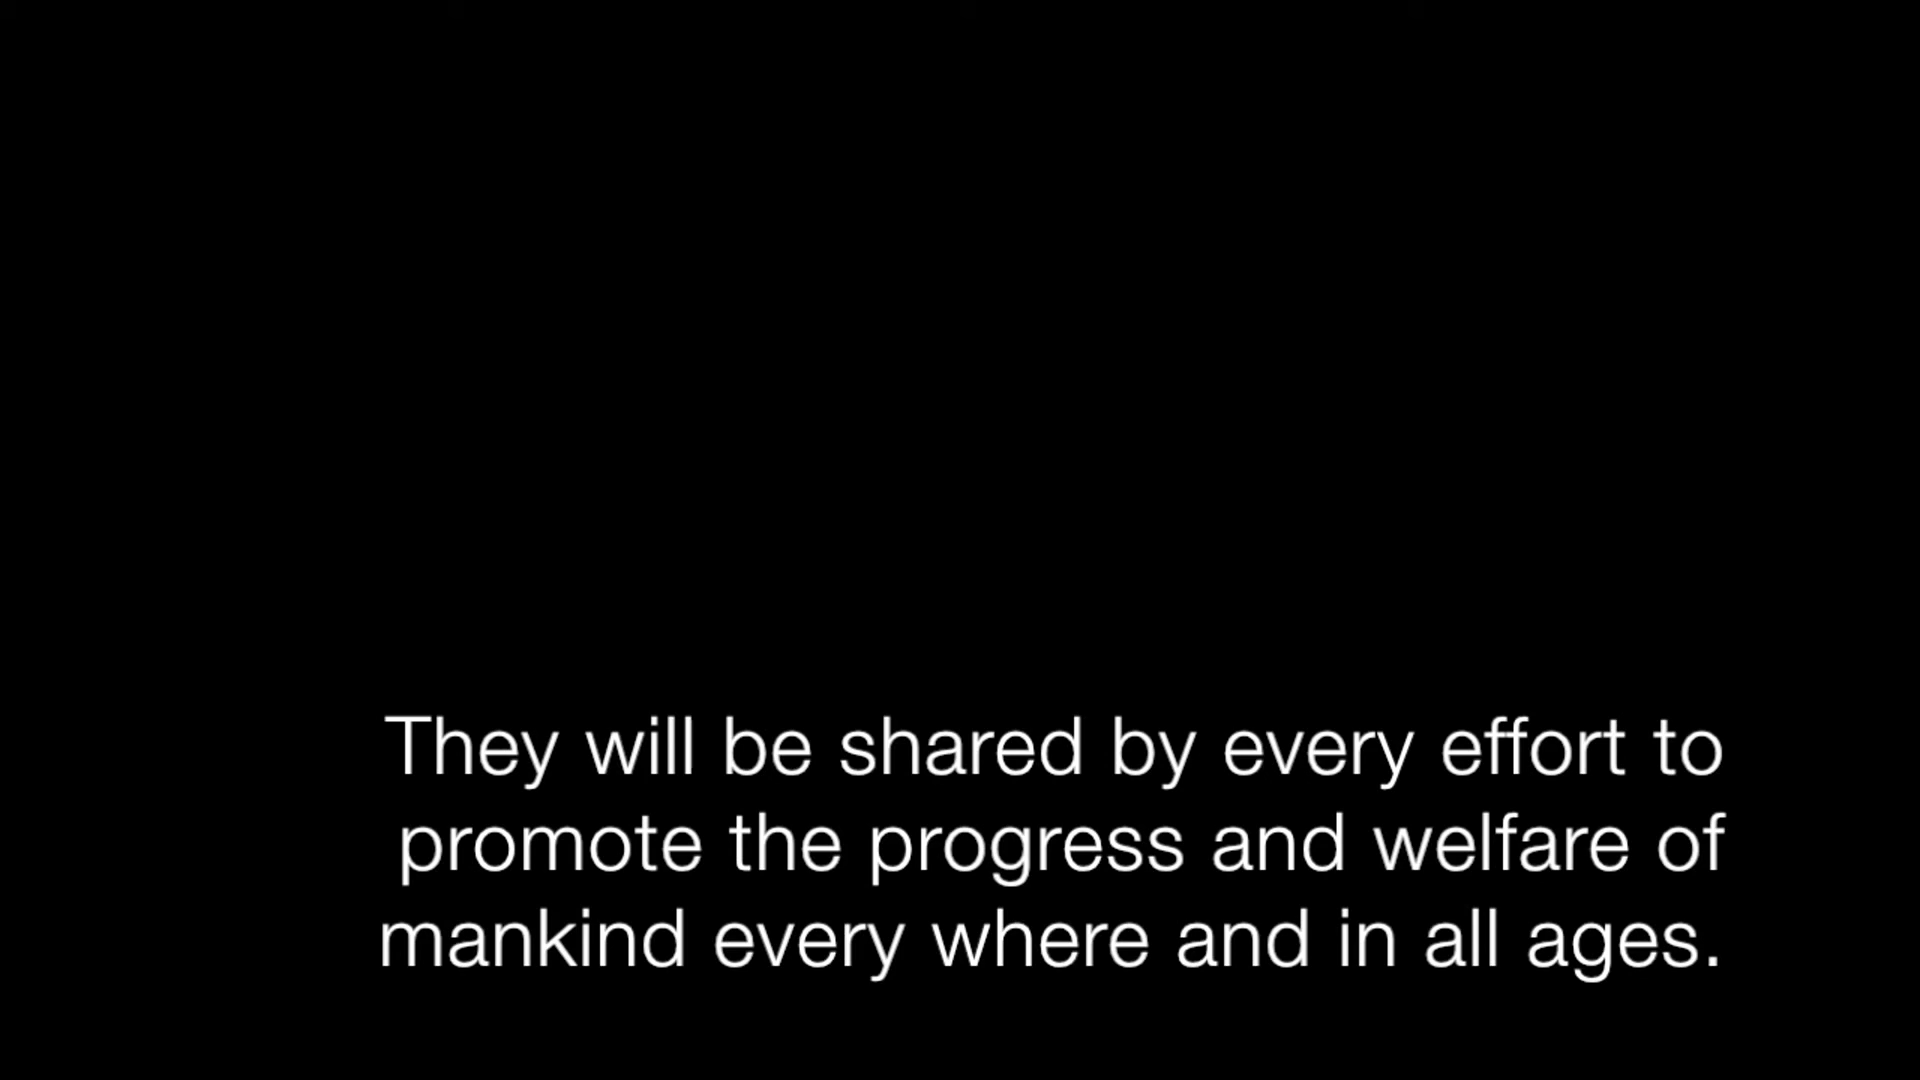 They will be shared by every effort to
promote the progress and welfare of
mankind every where and in all ages.